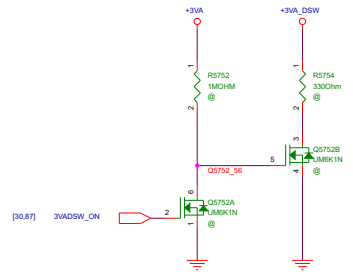 +3VA
+3VA_DSW
1
1
R5752
1MOHM
@
R5754
330Ohm
@
2
2
3
Q5752B
UM6K1N
@
5
4
Q5752_56
6
Q5752A
UM6K1N
@
[30,87] 3VADSW_ON
2
1